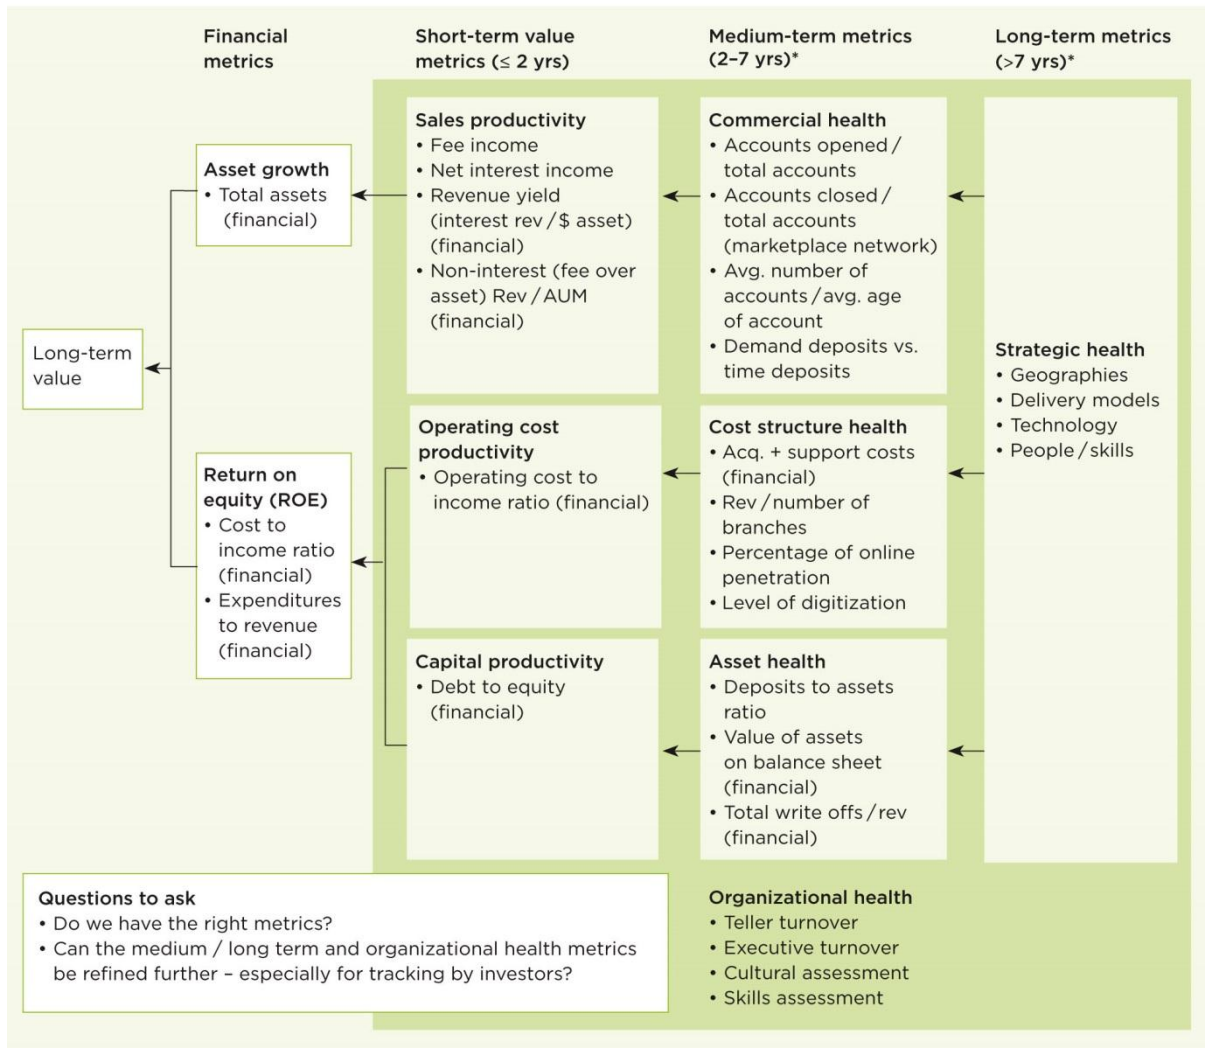 Financial
metrics
Short-term value
metrics (≤ 2 yrs)
Medium-term metrics
(2–7 yrs)*
Long-term metrics
(>7 yrs)*
Long-term
value
Asset growth
• Total assets
(financial)
Return on
equity (ROE)
• Cost to
income ratio
(financial)
• Expenditures
to revenue
(financial)
Sales productivity
• Fee income
• Net interest income
• Revenue yield
(interest rev / $ asset)
(financial)
• Non-interest (fee over
asset) Rev / AUM
(financial)
Operating cost
productivity
• Operating cost to
income ratio (financial)
Capital productivity
• Debt to equity
(financial)
Commercial health
• Accounts opened /
total accounts
• Accounts closed /
total accounts
(marketplace network)
• Avg. number of
accounts / avg. age
of account
• Demand deposits vs.
time deposits
Cost structure health
• Acq. + support costs
(financial)
• Rev / number of
branches
• Percentage of online
penetration
• Level of digitization
Asset health
• Deposits to assets
ratio
• Value of assets
on balance sheet
(financial)
• Total write offs / rev
(financial)
Strategic health
• Geographies
• Delivery models
• Technology
• People / skills
Questions to ask
• Do we have the right metrics?
• Can the medium / long term and organizational health metrics
be refined further – especially for tracking by investors?
Organizational health
• Teller turnover
• Executive turnover
• Cultural assessment
• Skills assessment